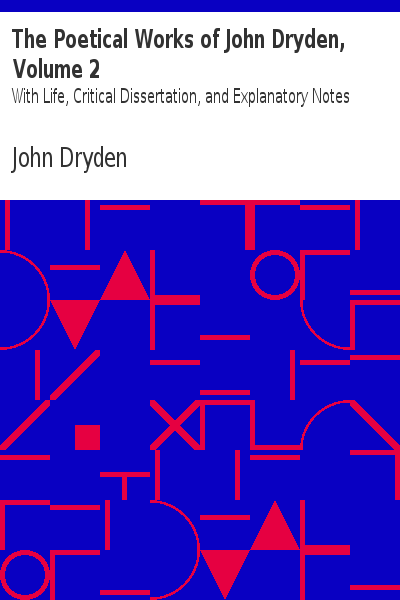 The Poetical Works of John Dryden,
Volume 2
With Life, Critical Dissertation, and Explanatory Notes
John Dryden